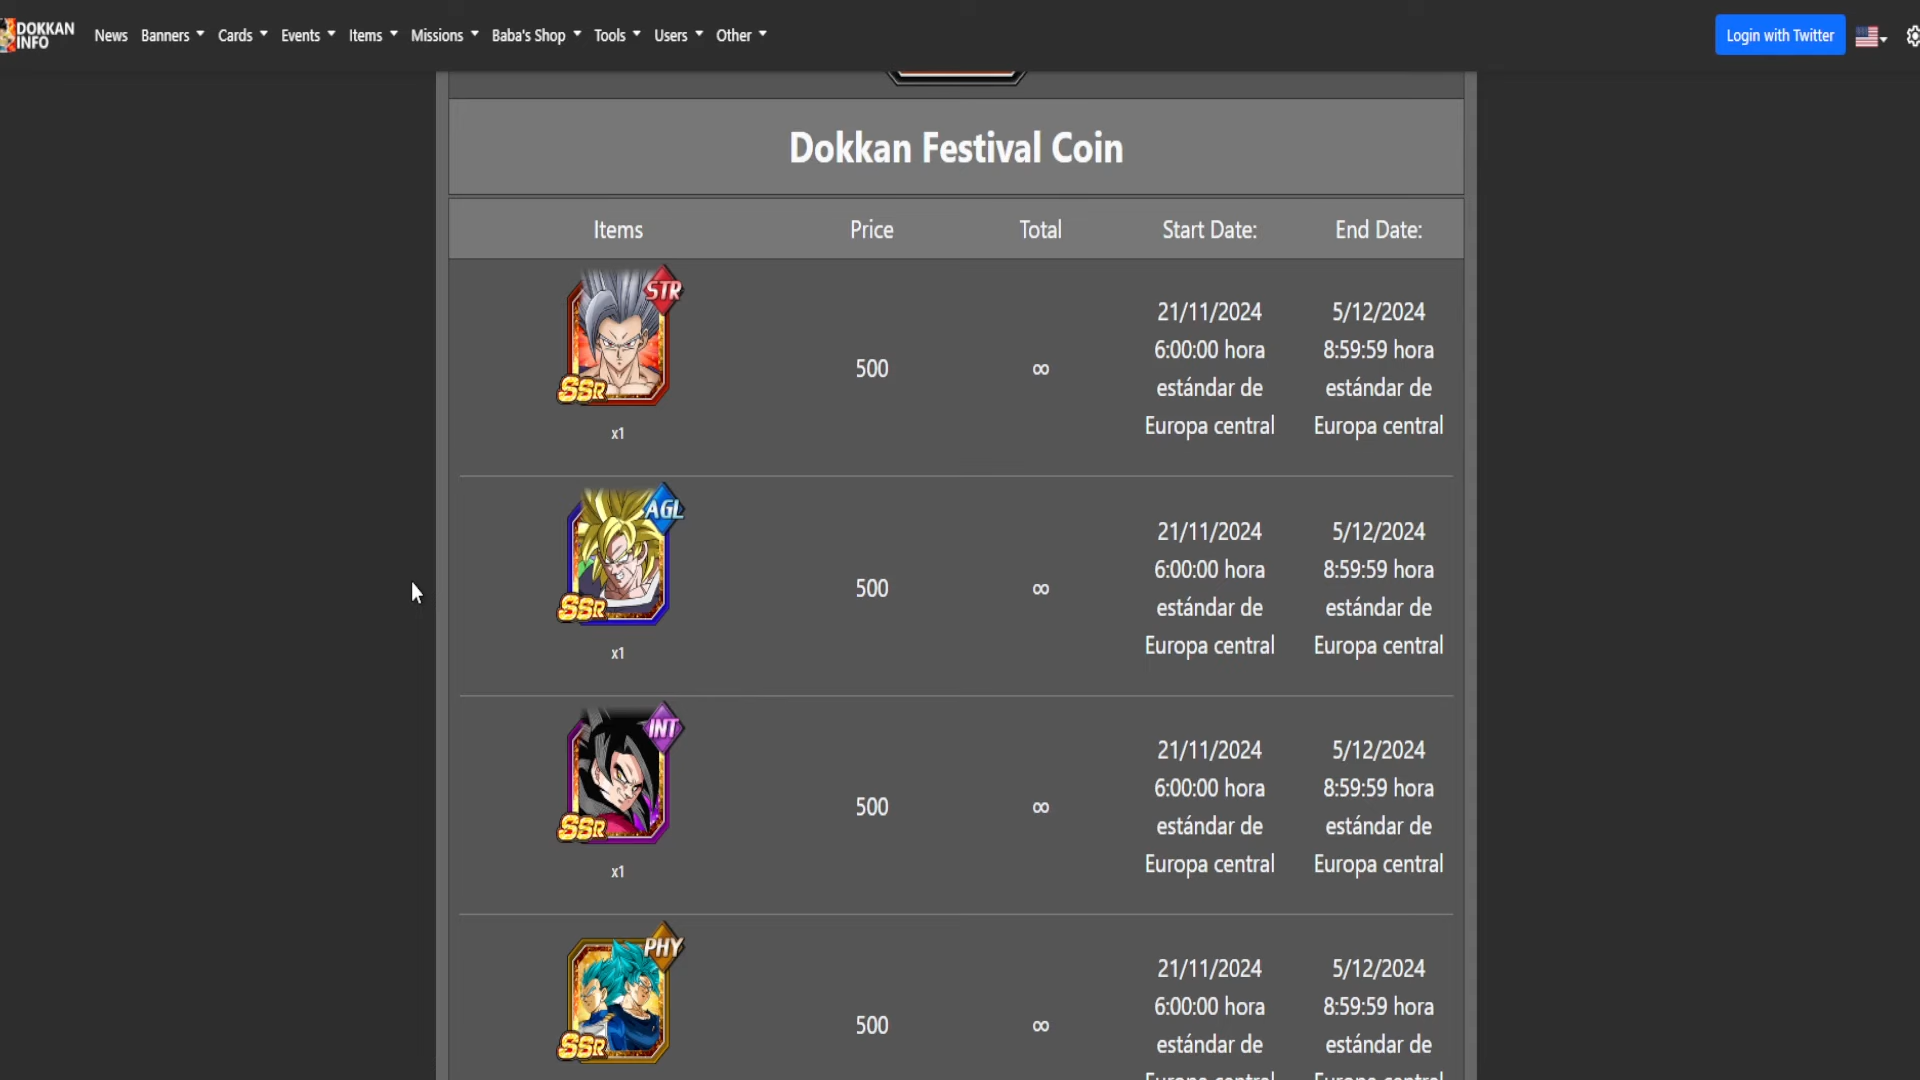 DOKKAN INFO
News Banners Cards Events Items Missions Baba's Shop Tools Users Other Login with Twitter
Dokkan Festival Coin
Items Price Total Start Date: End Date:
STR
SSR
x1
500
∞
21/11/2024
6:00:00 hora
estándar de
Europa central
5/12/2024
8:59:59 hora
estándar de
Europa central
AGL
SSR
x1
500
∞
21/11/2024
6:00:00 hora
estándar de
Europa central
5/12/2024
8:59:59 hora
estándar de
Europa central
INT
SSR
x1
500
∞
21/11/2024
6:00:00 hora
estándar de
Europa central
5/12/2024
8:59:59 hora
estándar de
Europa central
PHY
SSR
500
∞
21/11/2024
6:00:00 hora
estándar de
Europa central
5/12/2024
8:59:59 hora
estándar de
Europa central